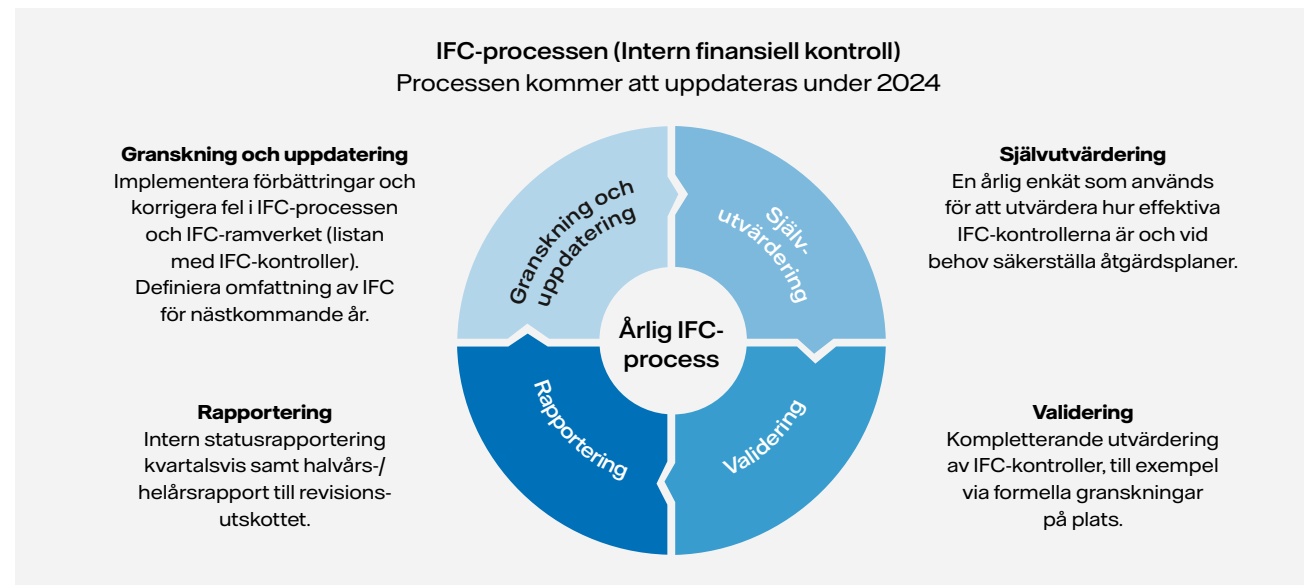 IFC-processen (Intern finansiell kontroll)
Processen kommer att uppdateras under 2024
Granskning och uppdatering
Implementera förbättringar och
korrigera fel i IFC-processen
och IFC-ramverket (listan
med IFC-kontroller).
Definiera omfattning av IFC
för nästkommande år.
Granskning och
uppdatering
Själv-
utvärdering
Självutvärdering
En årlig enkät som används
för att utvärdera hur effektiva
IFC-kontrollerna är och vid
behov säkerställa åtgärdsplaner.
Årlig IFC-
process
Rapportering
Intern statusrapportering
kvartalsvis samt halvårs-/
helårsrapport till revisions-
utskottet.
Rapportering
Validering
Validering
Kompletterande utvärdering
av IFC-kontroller, till exempel
via formella granskningar
på plats.